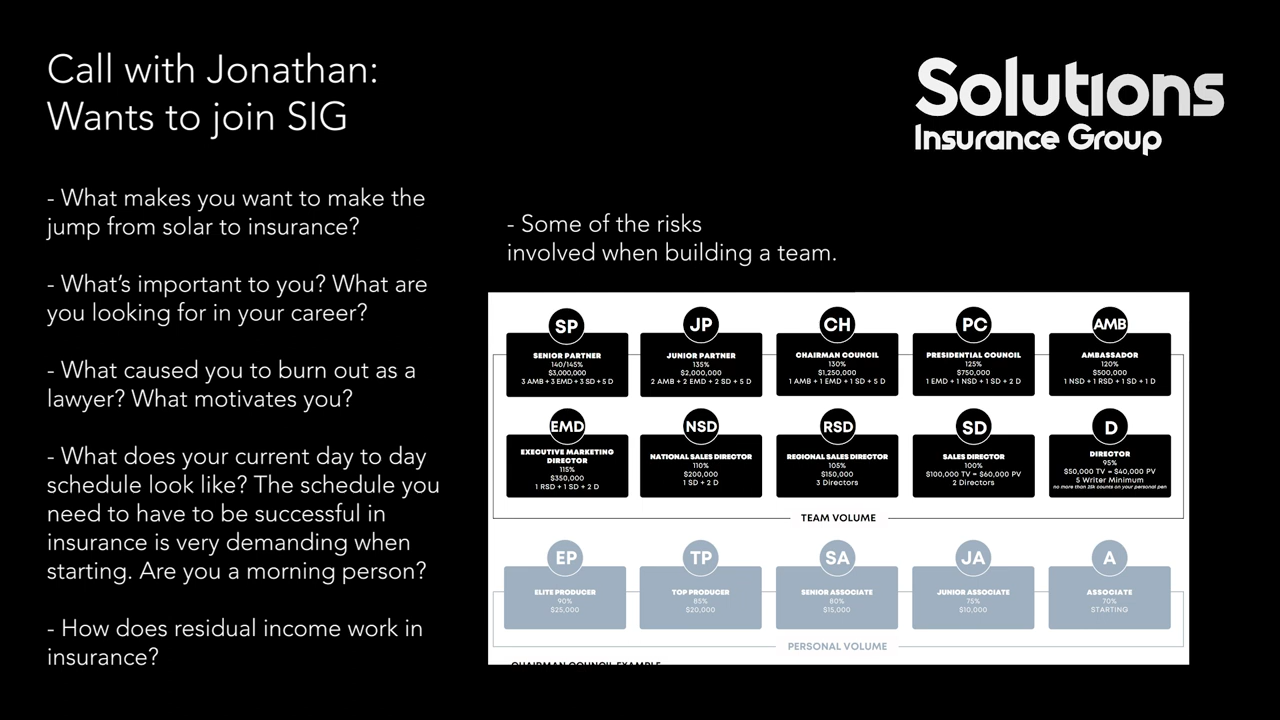 Call with Jonathan:
Wants to join SIG
Solutions
Insurance Group
- What makes you want to make the
jump from solar to insurance?
- What's important to you? What are
you looking for in your career?
- What caused you to burn out as a
lawyer? What motivates you?
- What does your current day to day
schedule look like? The schedule you
need to have to be successful in
insurance is very demanding when
starting. Are you a morning person?
- How does residual income work in
insurance?
- Some of the risks
involved when building a team.
SP
SENIOR PARTNER
140/145%
$3,000,000
3 AMB + 3 EMD + 3 SD + 5 D
JP
JUNIOR PARTNER
135%
$2,000,000
2 AMB + 2 EMD + 2 SD + 5 D
CH
CHAIRMAN COUNCIL
130%
$1,250,000
1 AMB + 1 EMD + 1 SD + 5 D
PC
PRESIDENTIAL COUNCIL
125%
$750,000
1 EMD + 1 NSD + 1 SD + 2 D
AMB
AMBASSADOR
120%
$500,000
1 NSD + 1 RSD + 1 SD + 1 D
EMD
EXECUTIVE MARKETING
DIRECTOR
115%
$350,000
1 RSD + 1 SD + 2 D
NSD
NATIONAL SALES DIRECTOR
110%
$200,000
1 SD + 2 D
RSD
REGIONAL SALES DIRECTOR
105%
$150,000
3 Directors
SD
SALES DIRECTOR
100%
$100,000 TV = $60,000 PV
2 Directors
D
DIRECTOR
95%
$50,000 TV = $40,000 PV
5 Writer Minimum
no more than 25k counts on your personal pen
TEAM VOLUME
EP
ELITE PRODUCER
90%
$25,000
TP
TOP PRODUCER
85%
$20,000
SA
SENIOR ASSOCIATE
80%
$15,000
JA
JUNIOR ASSOCIATE
75%
$10,000
A
ASSOCIATE
70%
STARTING
PERSONAL VOLUME
CHAIRMAN COUNCIL EXAMPLE